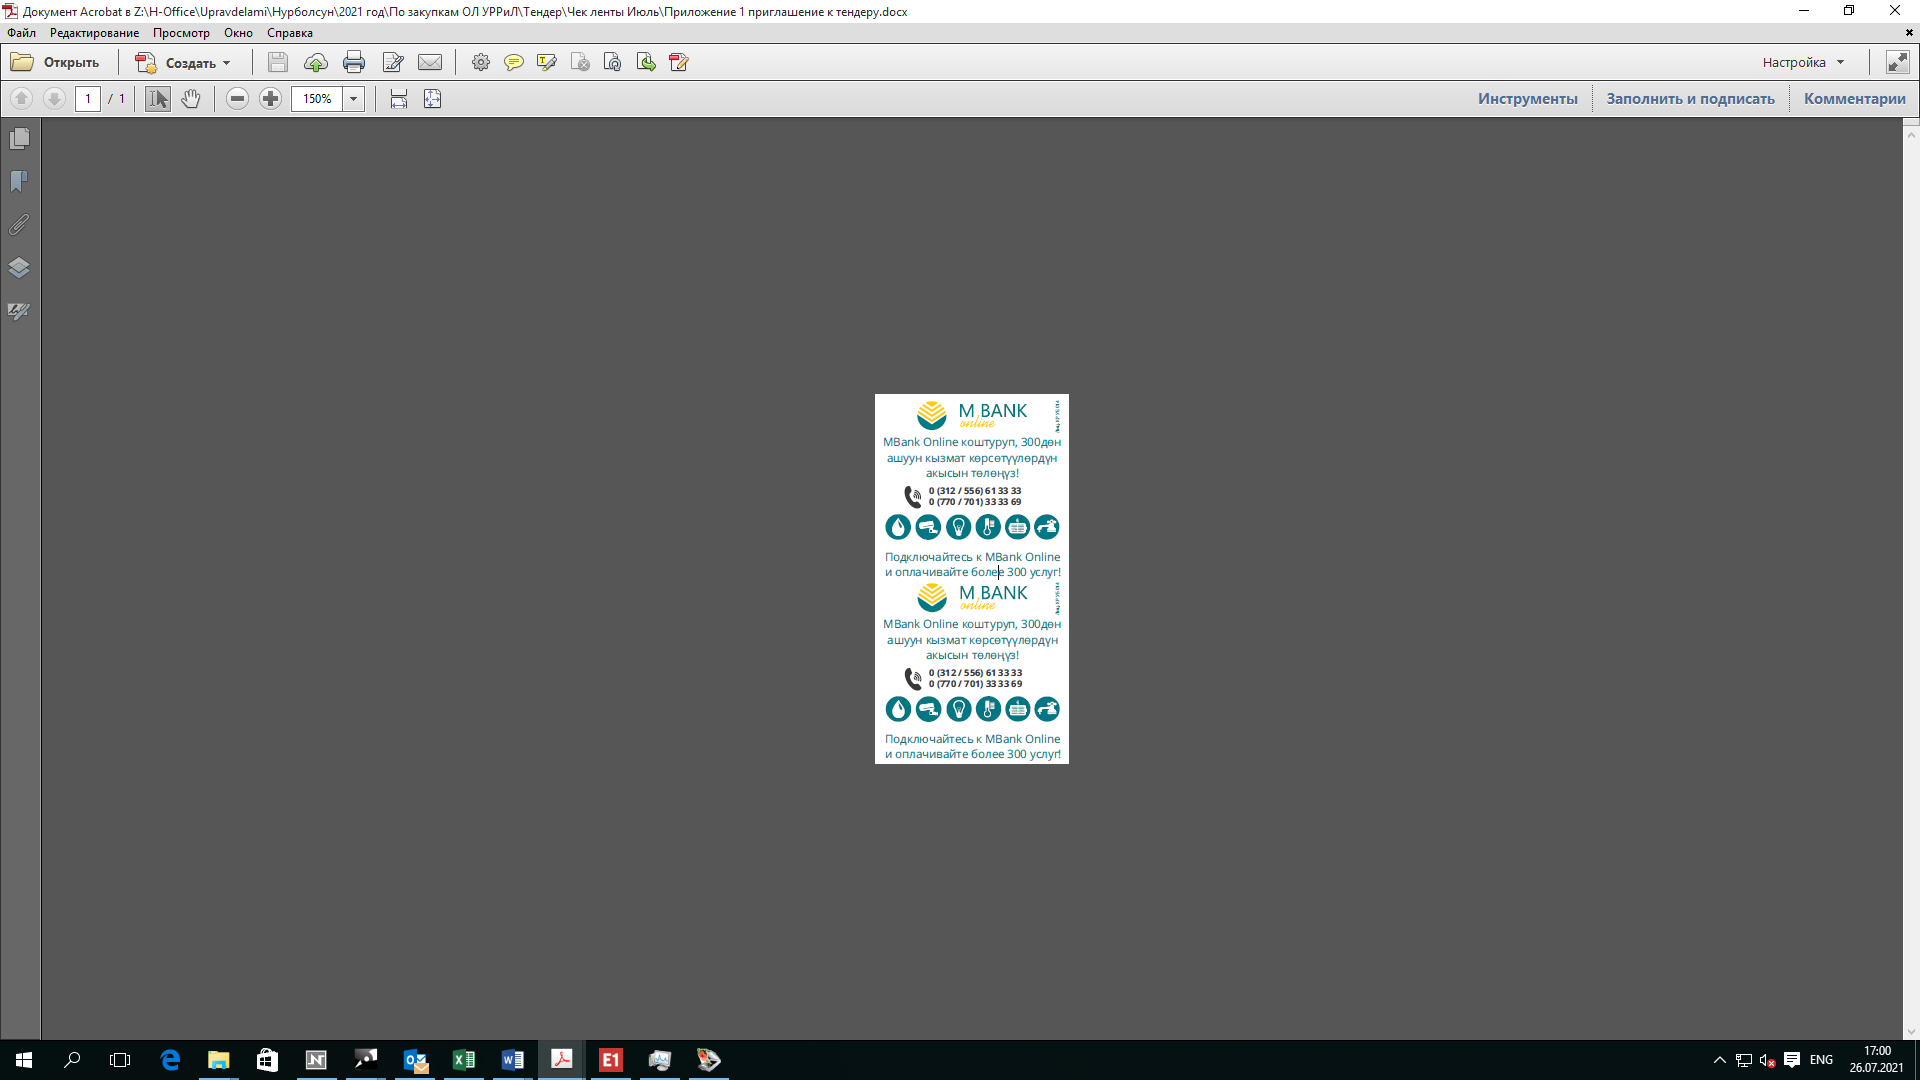 Документ Acrobat в Z:\H-Office\Upravdelami\Нурболсун\2021 год\По закупкам ОЛ УРРиЛ\Тендер\Чек ленты Июль\Приложение 1 приглашение к тендеру.docx
Файл Редактирование Просмотр Окно Справка
Открыть Создать Настройка
1 / 1 150% Инструменты Заполнить и подписать Комментарии
M BANK
online
MBank Online коштуруп, 300дөн
ашуун кызмат көрсөтүүлөрдүн
акысын төлөңүз!
0 (312 / 556) 61 33 33
0 (770 / 701) 33 33 69
Подключайтесь к MBank Online
и оплачивайте более 300 услуг!
M BANK
online
MBank Online коштуруп, 300дөн
ашуун кызмат көрсөтүүлөрдүн
акысын төлөңүз!
0 (312 / 556) 61 33 33
0 (770 / 701) 33 33 69
Подключайтесь к MBank Online
и оплачивайте более 300 услуг!
E1
ENG
17:00
26.07.2021